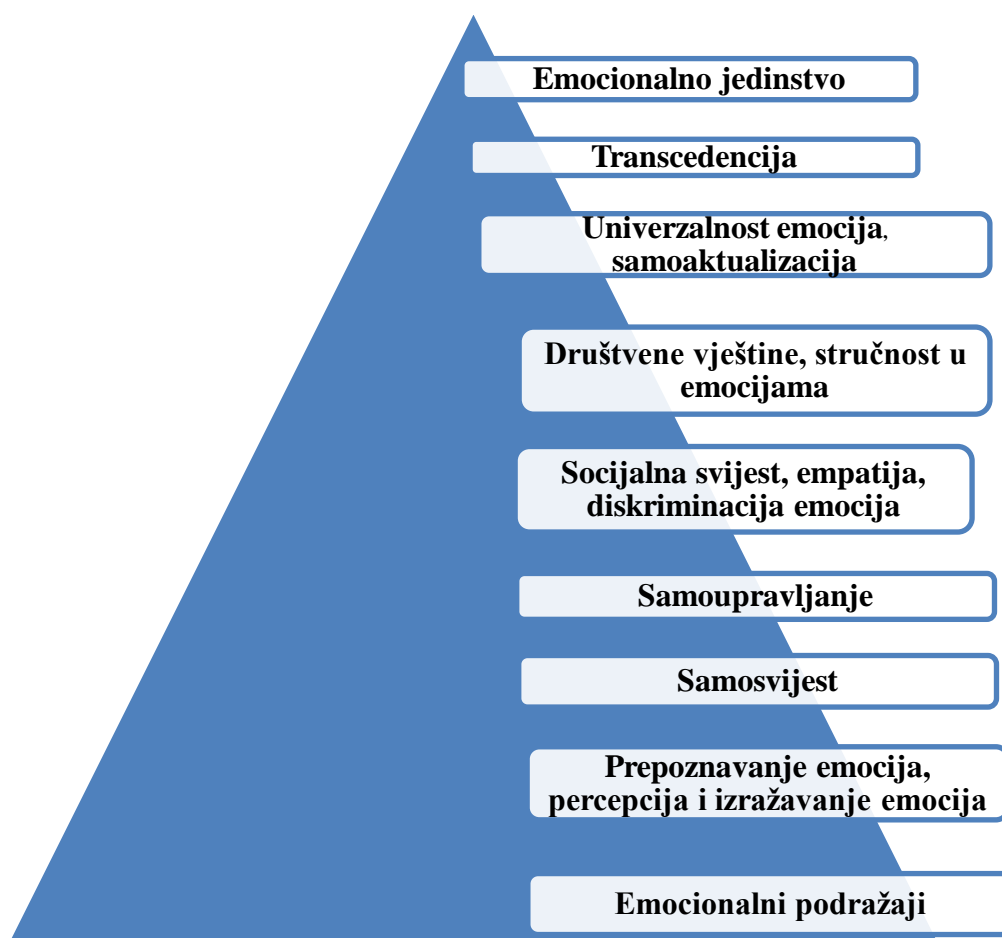 Emocionalno jedinstvo
Transcedencija
Univerzalnost emocija,
samoaktualizacija
Društvene vještine, stručnost u
emocijama
Socijalna svijest, empatija,
diskriminacija emocija
Samoupravljanje
Samosvijest
Prepoznavanje emocija,
percepcija i izražavanje emocija
Emocionalni podražaji